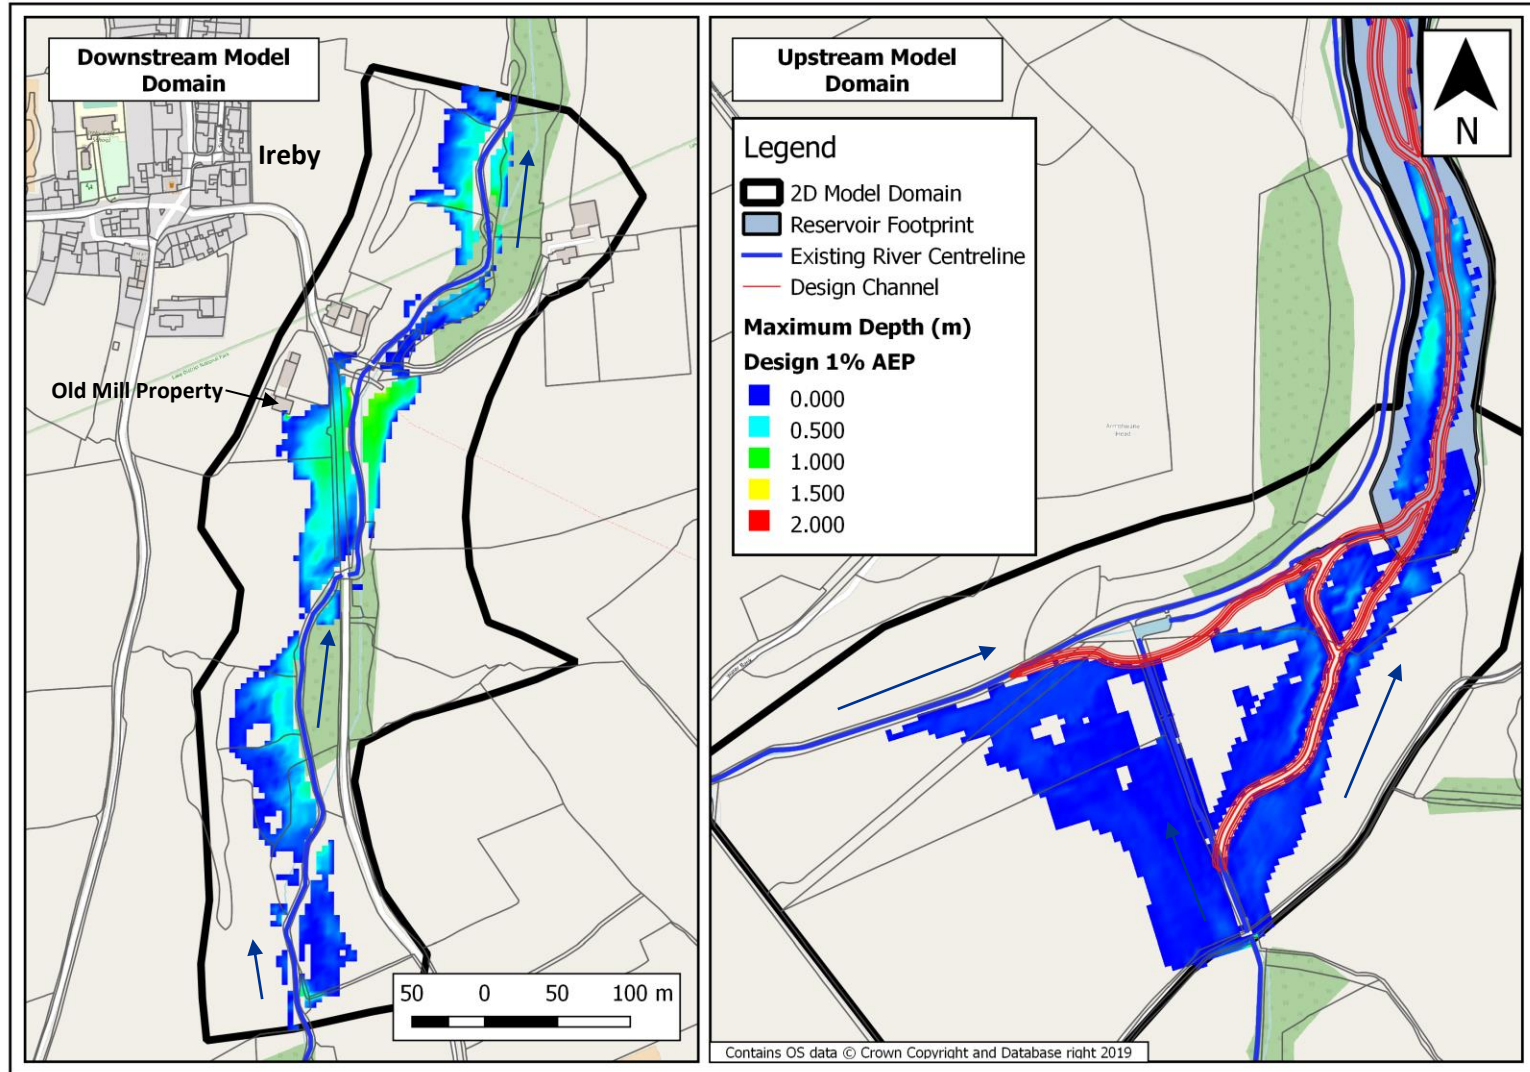 Downstream Model
Domain
Ireby
Old Mill Property
50 0 50 100 m
Upstream Model
Domain
N
Legend
2D Model Domain
Reservoir Footprint
Existing River Centreline
Design Channel
Maximum Depth (m)
Design 1% AEP
0.000
0.500
1.000
1.500
2.000
Contains OS data © Crown Copyright and Database right 2019